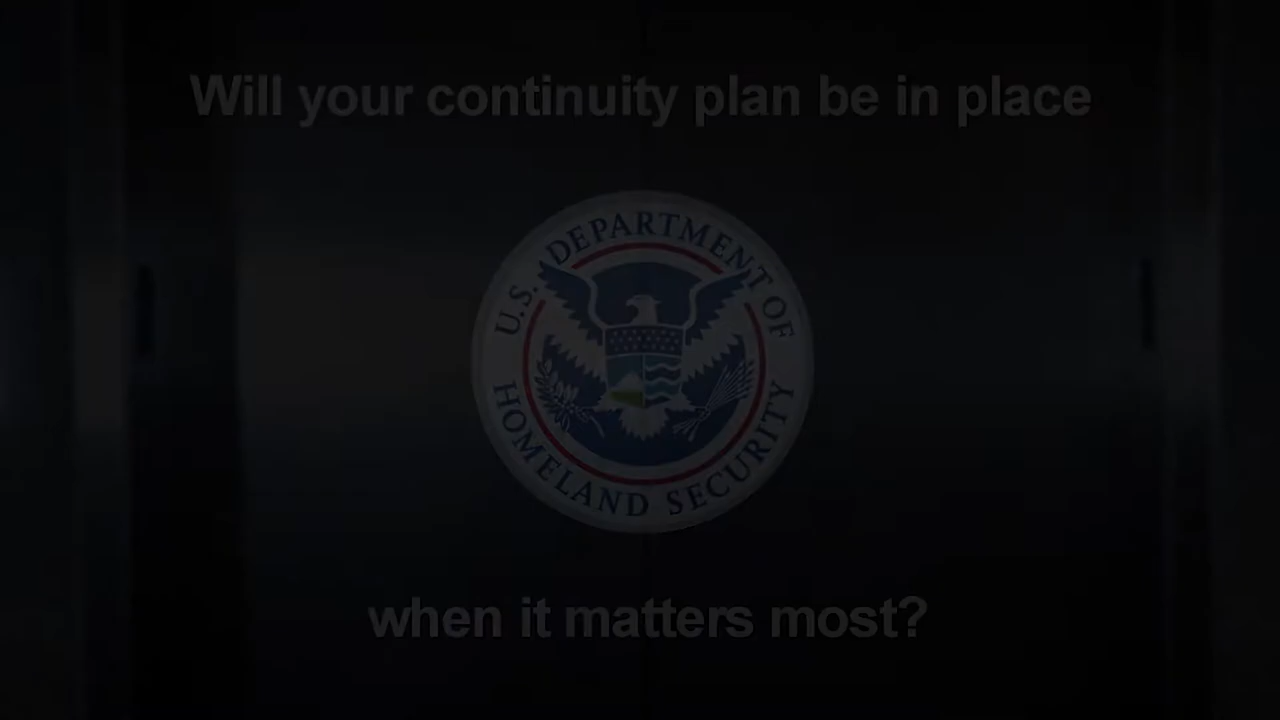 Will your continuity plan be in place
U.S. DEPARTMENT OF
HOMELAND SECURITY
when it matters most?